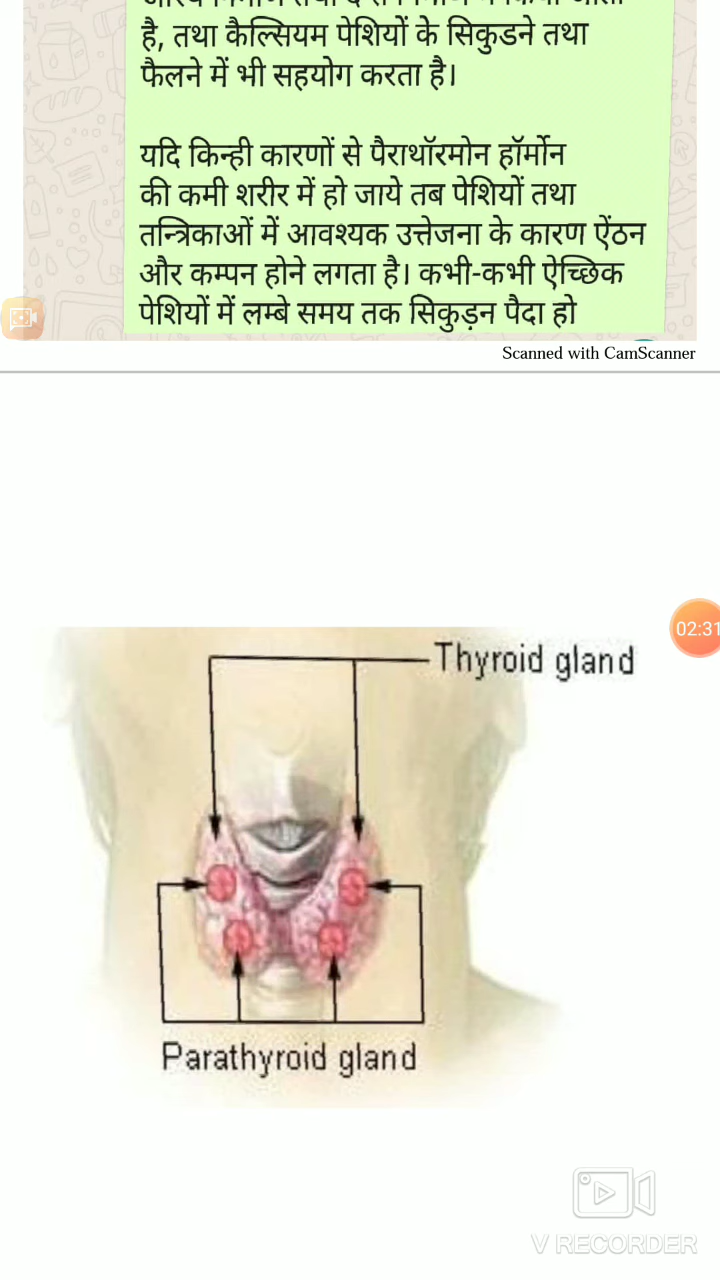 है, तथा कैल्सियम पेशियों के सिकुडने तथा
फैलने में भी सहयोग करता है।
यदि किन्ही कारणों से पैराथॉरमोन हॉर्मोन
की कमी शरीर में हो जाये तब पेशियों तथा
तन्त्रिकाओं में आवश्यक उत्तेजना के कारण ऐंठन
और कम्पन होने लगता है। कभी-कभी ऐच्छिक
पेशियों में लम्बे समय तक सिकुड़न पैदा हो
Scanned with CamScanner
02:31
Thyroid gland
Parathyroid gland
V RECORDER